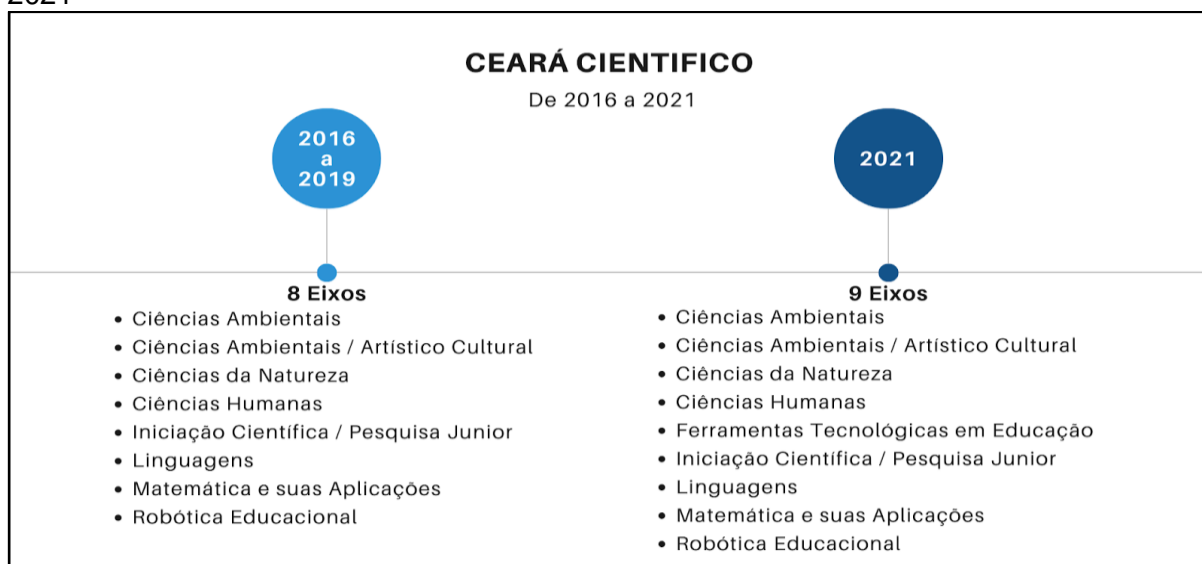 2021
CEARÁ CIENTIFICO
De 2016 a 2021
2016
a
2019
8 Eixos
• Ciências Ambientais
• Ciências Ambientais / Artístico Cultural
• Ciências da Natureza
• Ciências Humanas
• Iniciação Científica / Pesquisa Junior
• Linguagens
• Matemática e suas Aplicações
• Robótica Educacional
2021
9 Eixos
• Ciências Ambientais
• Ciências Ambientais / Artístico Cultural
• Ciências da Natureza
• Ciências Humanas
• Ferramentas Tecnológicas em Educação
• Iniciação Científica / Pesquisa Junior
• Linguagens
• Matemática e suas Aplicações
• Robótica Educacional